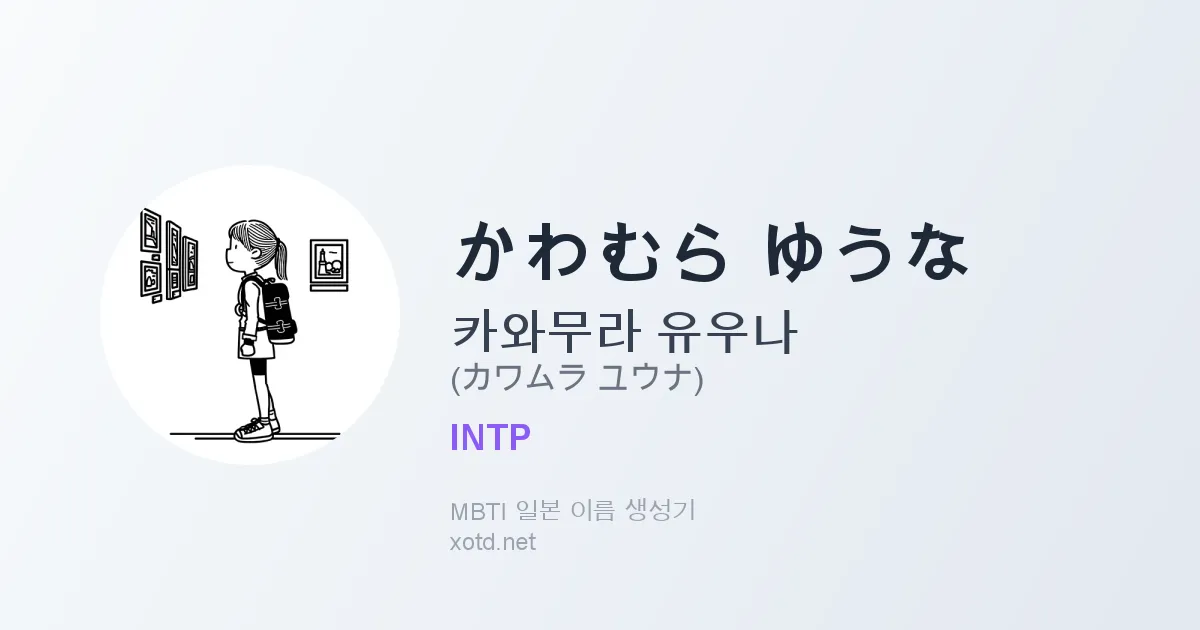 かわむら ゆうな
카와무라 유우나
(カワムラ ユウナ)
INTP
MBTI 일본 이름 생성기
xotd.net